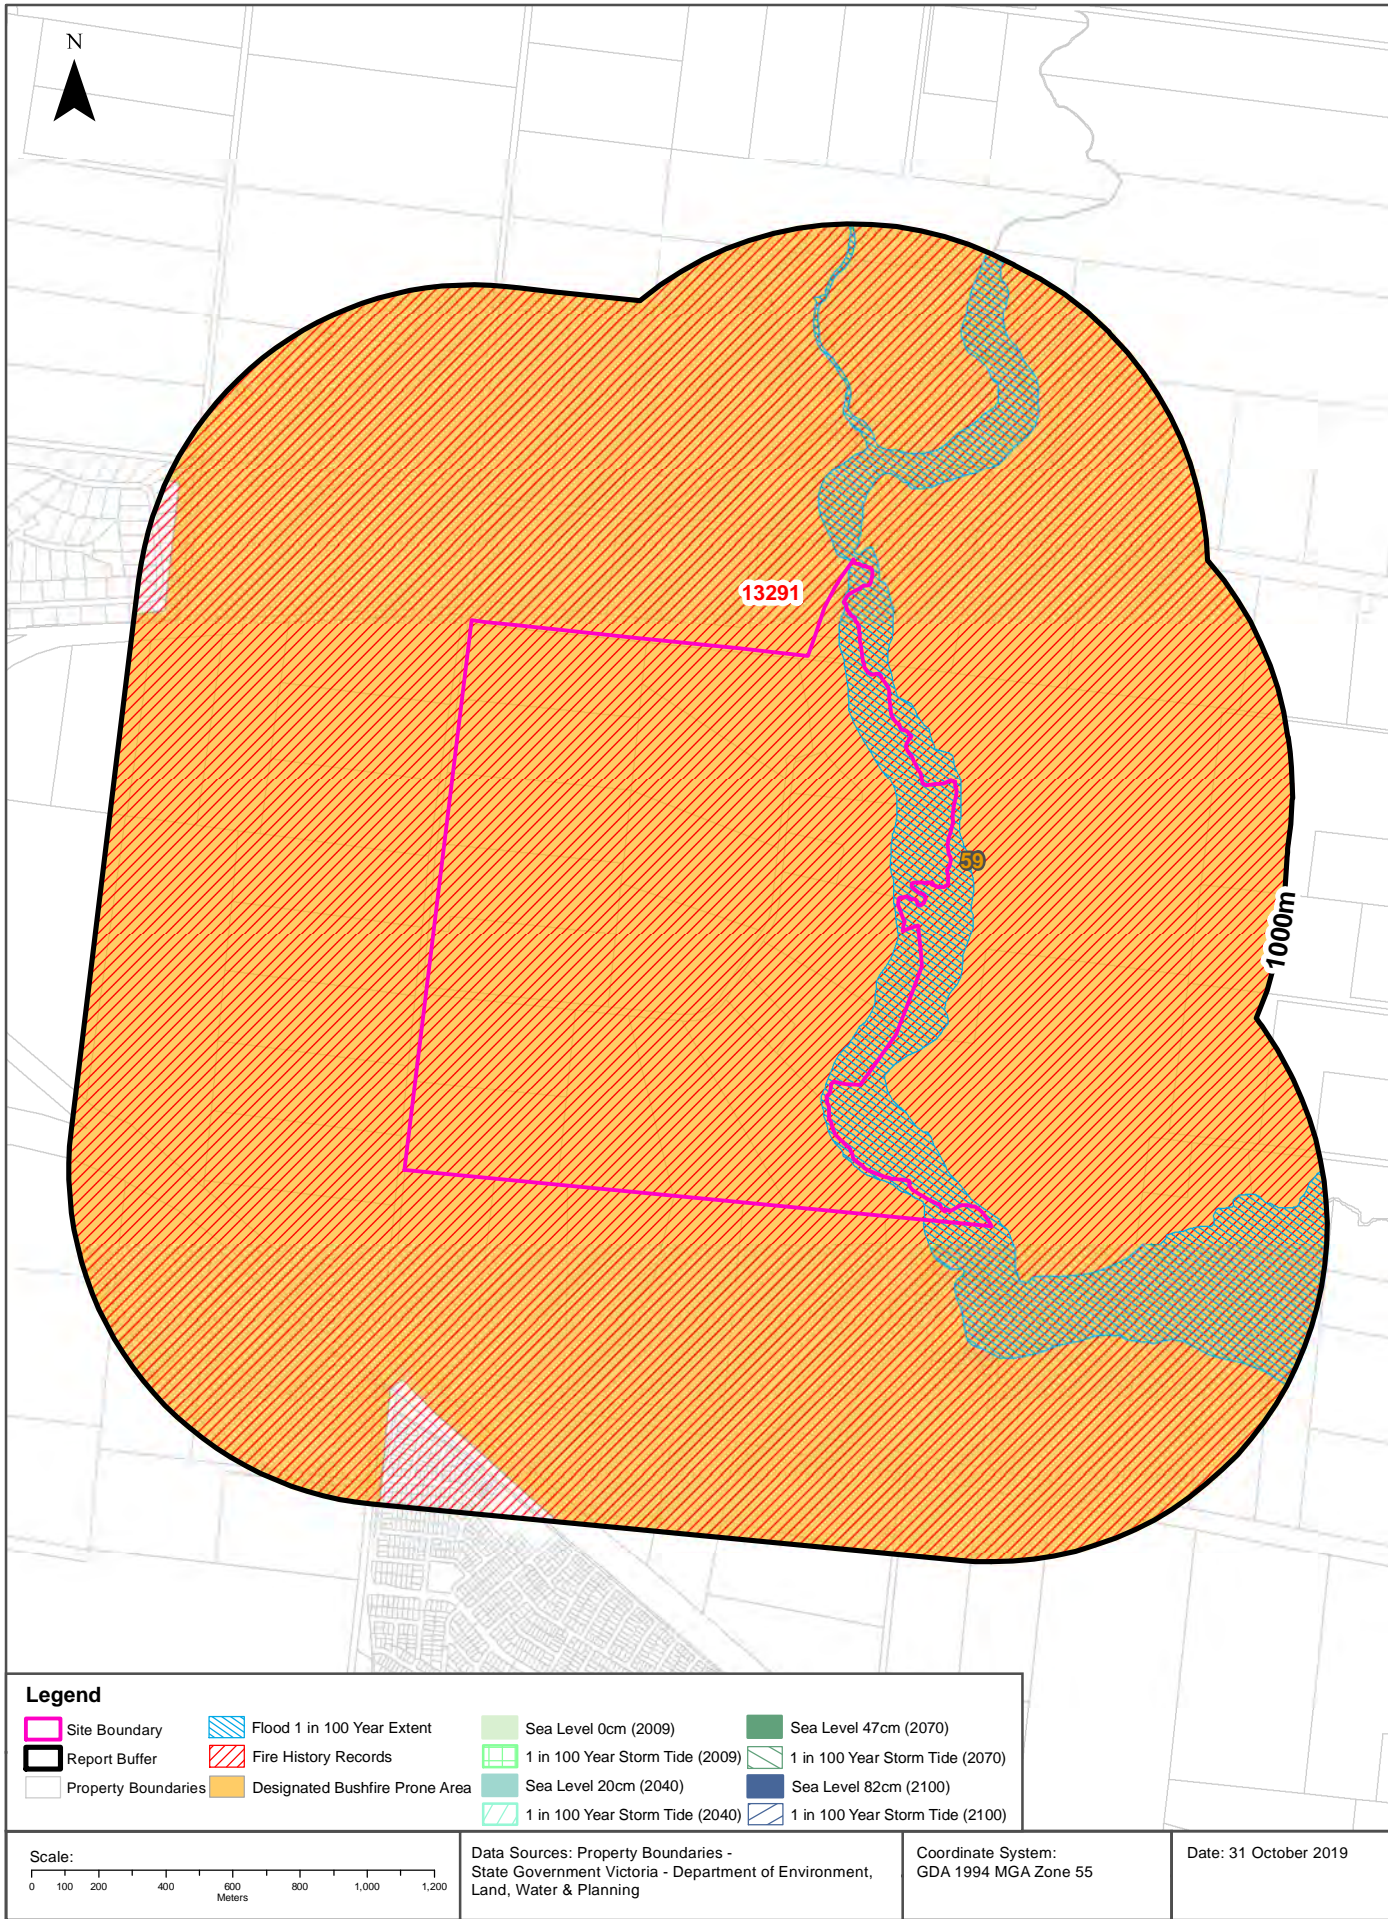 N
13291
59
1000m
Legend
Site Boundary
Report Buffer
Property Boundaries
Flood 1 in 100 Year Extent
Fire History Records
Designated Bushfire Prone Area
Sea Level 0cm (2009)
1 in 100 Year Storm Tide (2009)
Sea Level 20cm (2040)
1 in 100 Year Storm Tide (2040)
Sea Level 47cm (2070)
1 in 100 Year Storm Tide (2070)
Sea Level 82cm (2100)
1 in 100 Year Storm Tide (2100)
Scale:
0 100 200 400 600 800 1,000 1,200
Meters
Data Sources: Property Boundaries -
State Government Victoria - Department of Environment,
Land, Water & Planning
Coordinate System:
GDA 1994 MGA Zone 55
Date: 31 October 2019